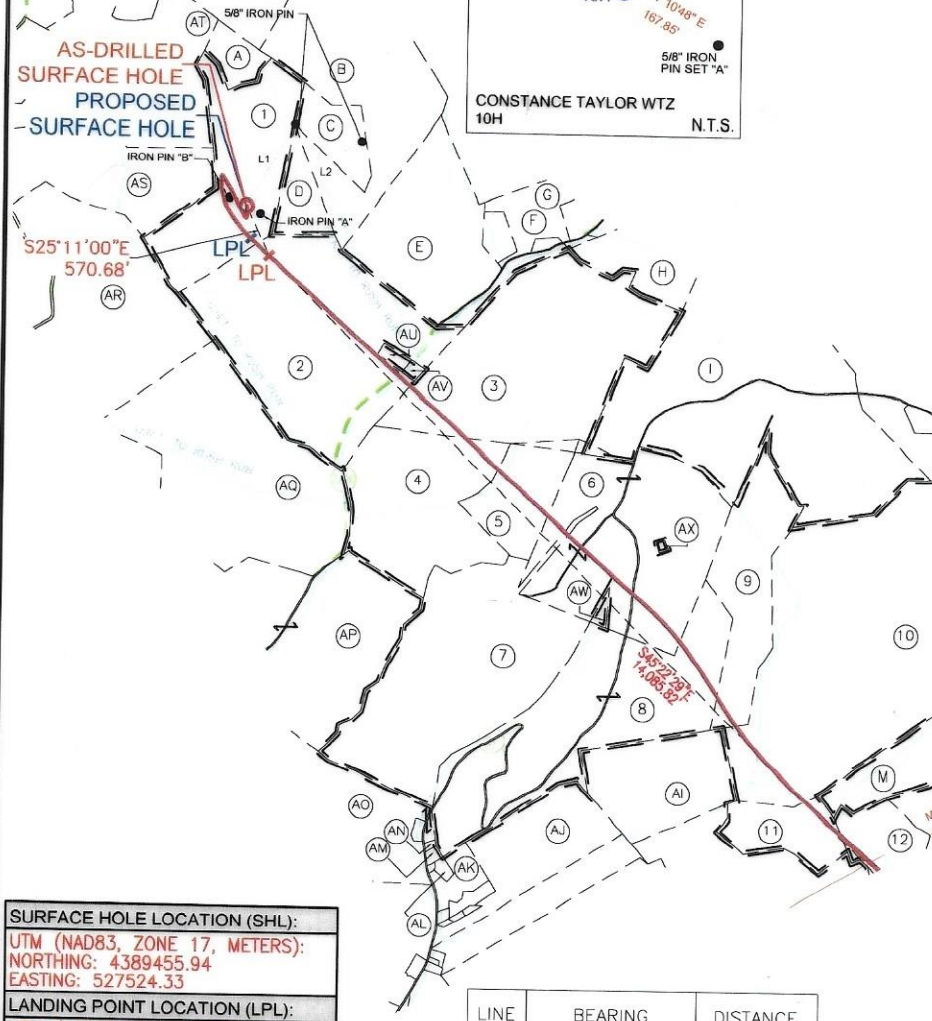 5/8" IRON PIN
AT
A
B
AS-DRILLED
SURFACE HOLE
PROPOSED
SURFACE HOLE
1
C
IRON PIN "B"
L1
L2
AS
D
IRON PIN "A"
G
F
10'48" E
167.85'
5/8" IRON
PIN SET "A"
CONSTANCE TAYLOR WTZ
10H
N.T.S.
S25°11'00"E
570.68'
LPL
LPL
E
H
AR
AU
2
AV
3
I
AQ
4
6
5
AX
9
AW
AP
7
10
S45°22'29"E
14,085.82'
8
M
AO
AI
AN
AJ
11
12
AM
AK
AL
SURFACE HOLE LOCATION (SHL):
UTM (NAD83, ZONE 17, METERS):
NORTHING: 4389455.94
EASTING: 527524.33
LANDING POINT LOCATION (LPL):
LINE BEARING DISTANCE